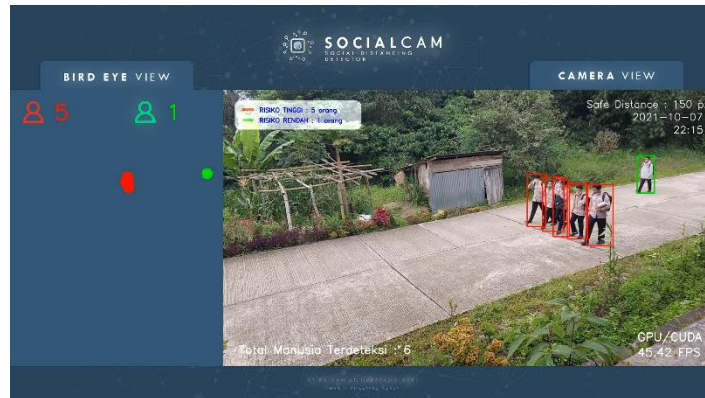 SOCIALCAM
SOCIAL DISTANCING
DETECTOR
BIRD EYE VIEW
CAMERA VIEW
5
1
RISIKO TINGGI : 5 orang
RISIKO RENDAH : 1 orang
Safe Distance : 150 p
2021-10-07
22:15
Total Manusia Terdeteksi : 6
GPU/CUDA
45.42 FPS